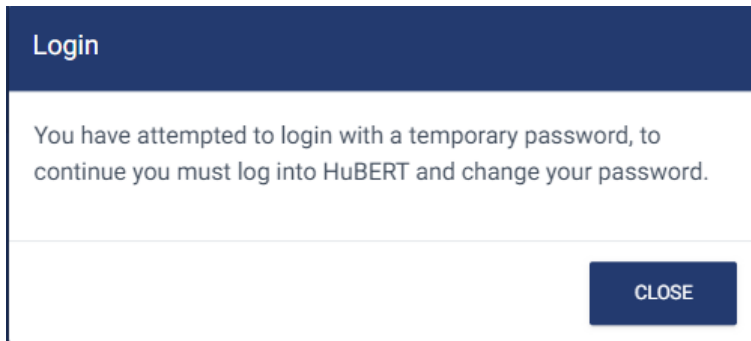 Login
You have attempted to login with a temporary password, to
continue you must log into HuBERT and change your password.
CLOSE